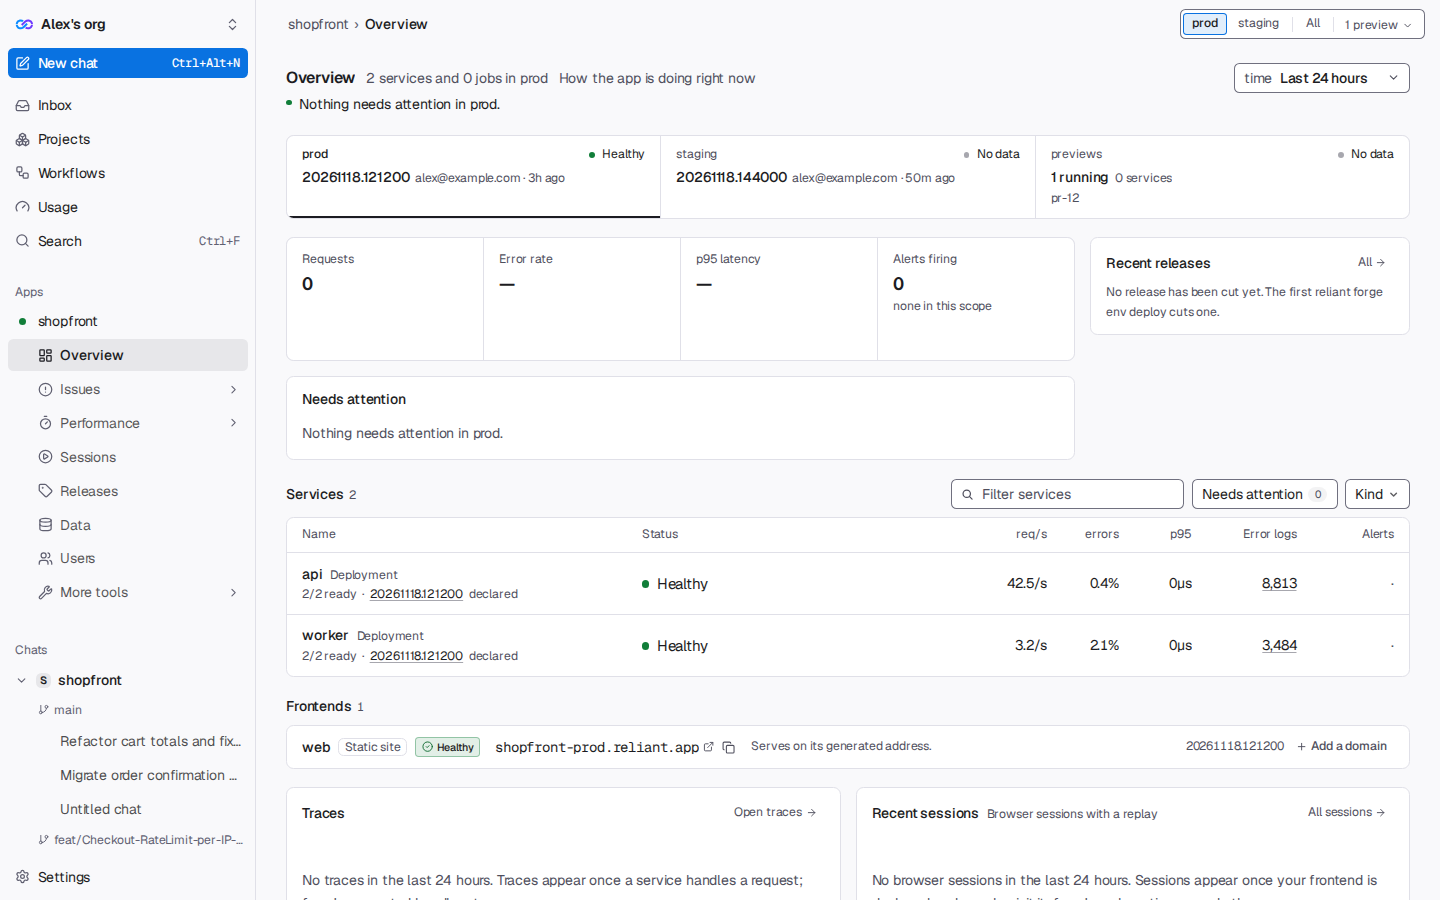 Alex's org
New chat Ctrl+Alt+N
Inbox
Projects
Workflows
Usage
Search Ctrl+F
Apps
shopfront
Overview
Issues
Performance
Sessions
Releases
Data
Users
More tools
Chats
S shopfront
main
Refactor cart totals and fix...
Migrate order confirmation ...
Untitled chat
feat/Checkout-RateLimit-per-IP-...
Settings
shopfront › Overview
prod staging All 1 preview
Overview 2 services and 0 jobs in prod How the app is doing right now
time Last 24 hours
Nothing needs attention in prod.
prod Healthy
20261118.121200 alex@example.com · 3h ago
staging No data
20261118.144000 alex@example.com · 50m ago
previews No data
1 running 0 services
pr-12
Requests
0
Error rate
—
p95 latency
—
Alerts firing
0
none in this scope
Recent releases All →
No release has been cut yet. The first reliant forge
env deploy cuts one.
Needs attention
Nothing needs attention in prod.
Services 2
Filter services Needs attention 0 Kind
Name Status req/s errors p95 Error logs Alerts
api Deployment
2/2 ready · 20261118.121200 declared
Healthy 42.5/s 0.4% 0µs 8,813 ·
worker Deployment
2/2 ready · 20261118.121200 declared
Healthy 3.2/s 2.1% 0µs 3,484 ·
Frontends 1
web Static site Healthy shopfront-prod.reliant.app Serves on its generated address. 20261118.121200 + Add a domain
Traces Open traces →
No traces in the last 24 hours. Traces appear once a service handles a request;
Recent sessions Browser sessions with a replay All sessions →
No browser sessions in the last 24 hours. Sessions appear once your frontend is